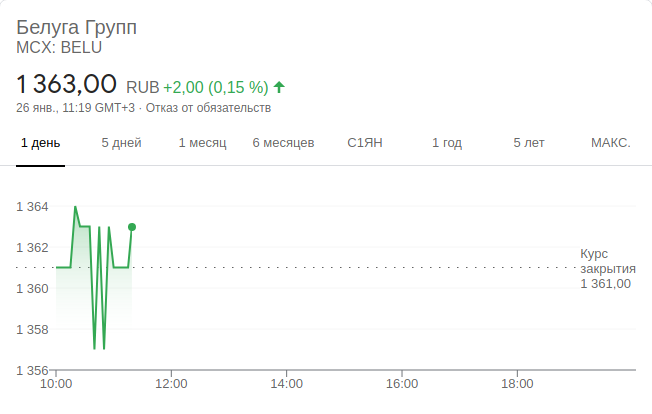 Белуга Групп
MCX: BELU
1 363,00 RUB +2,00 (0,15 %)
26 янв., 11:19 GMT+3 · Отказ от обязательств
1 день 5 дней 1 месяц 6 месяцев С1ЯН 1 год 5 лет МАКС.
1 364
1 362
1 360
1 358
1 356
Курс
закрытия
1 361,00
10:00 12:00 14:00 16:00 18:00